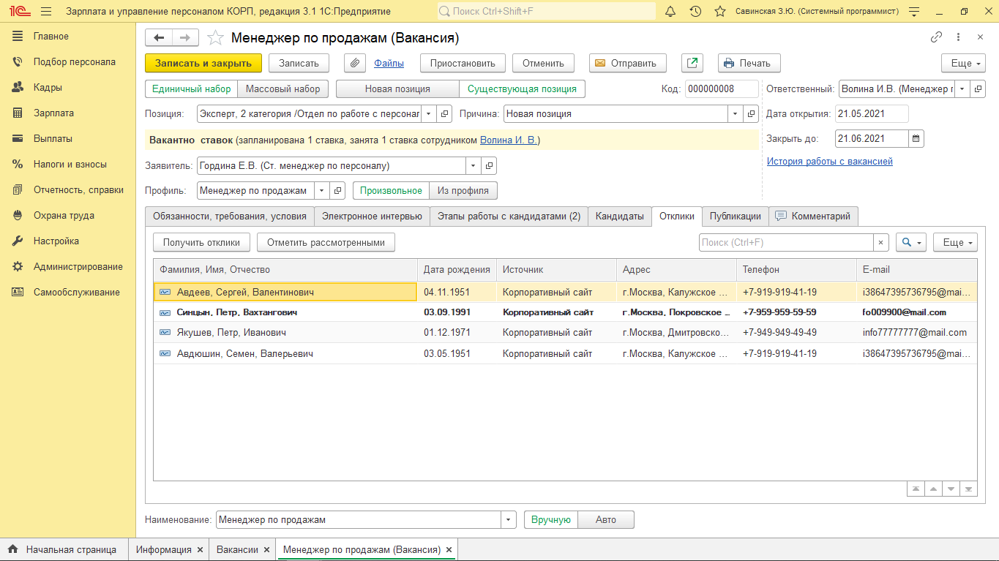 1С Зарплата и управление персоналом КОРП, редакция 3.1 1С:Предприятие Поиск Ctrl+Shift+F Савинская З.Ю. (Системный программист)
Главное
Подбор персонала
Кадры
Зарплата
Выплаты
Налоги и взносы
Отчетность, справки
Охрана труда
Настройка
Администрирование
Самообслуживание
Менеджер по продажам (Вакансия)
Записать и закрыть Записать Файлы Приостановить Отменить Отправить Печать Еще
Единичный набор Массовый набор Новая позиция Существующая позиция Код: 000000008 Ответственный: Волина И.В. (Менеджер г
Позиция: Эксперт, 2 категория /Отдел по работе с персонал Причина: Новая позиция Дата открытия: 21.05.2021
Вакантно ставок (запланирована 1 ставка, занята 1 ставка сотрудником Волина И. В.) Закрыть до: 21.06.2021
Заявитель: Гордина Е.В. (Ст. менеджер по персоналу) История работы с вакансией
Профиль: Менеджер по продажам Произвольное Из профиля
Обязанности, требования, условия Электронное интервью Этапы работы с кандидатами (2) Кандидаты Отклики Публикации Комментарий
Получить отклики Отметить рассмотренными Поиск (Ctrl+F) × Еще
Фамилия, Имя, Отчество Дата рождения Источник Адрес Телефон E-mail
Авдеев, Сергей, Валентинович 04.11.1951 Корпоративный сайт г.Москва, Калужское ... +7-919-919-41-19 i38647395736795@mai...
Синцын, Петр, Вахтангович 03.09.1991 Корпоративный сайт г.Москва, Покровское ... +7-959-959-59-59 fo009900@mail.com
Якушев, Петр, Иванович 01.12.1971 Корпоративный сайт г.Москва, Дмитровско... +7-949-949-49-49 info77777777@mail.com
Авдюшин, Семен, Валерьевич 03.05.1951 Корпоративный сайт г.Москва, Калужское ... +7-919-919-41-19 i38647395736795@mai...
Наименование: Менеджер по продажам Вручную Авто
Начальная страница Информация × Вакансии × Менеджер по продажам (Вакансия) ×